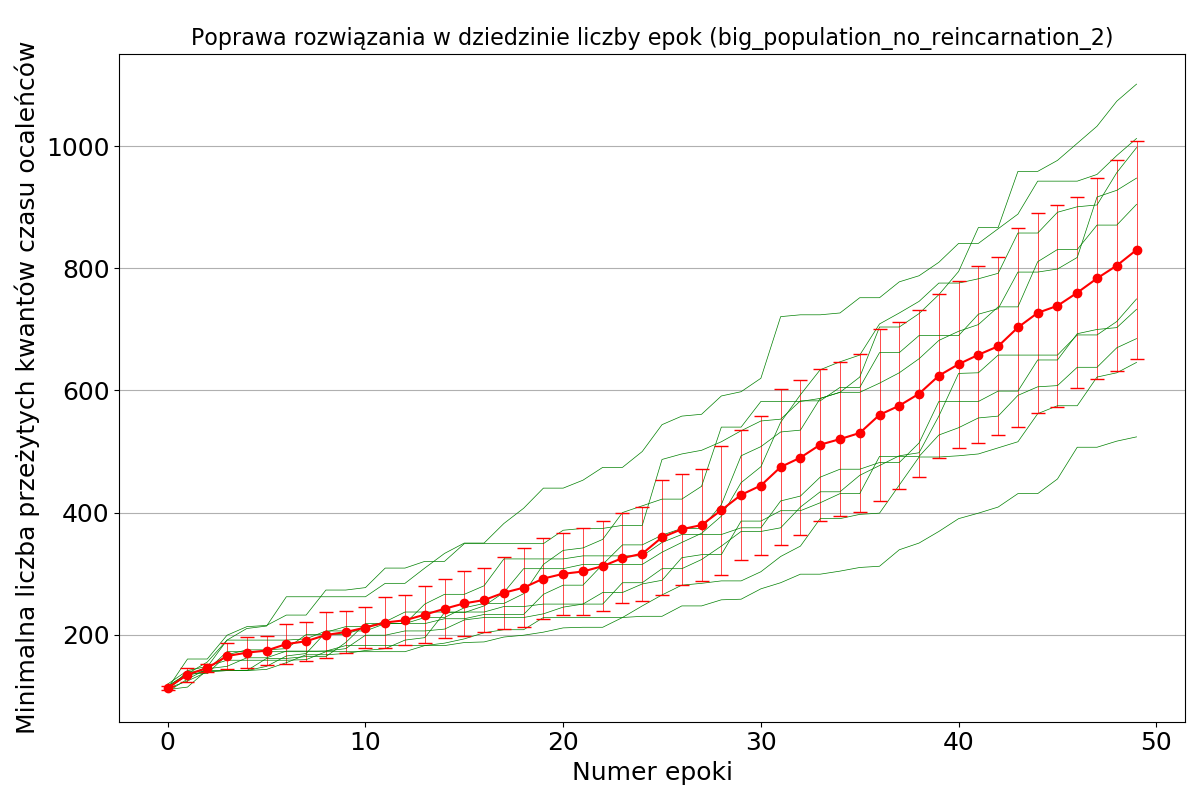 Poprawa rozwiązania w dziedzinie liczby epok (big_population_no_reincarnation_2)
Minimalna liczba przeżytych kwantów czasu ocaleńców
1000
800
600
400
200
0 10 20 30 40 50
Numer epoki